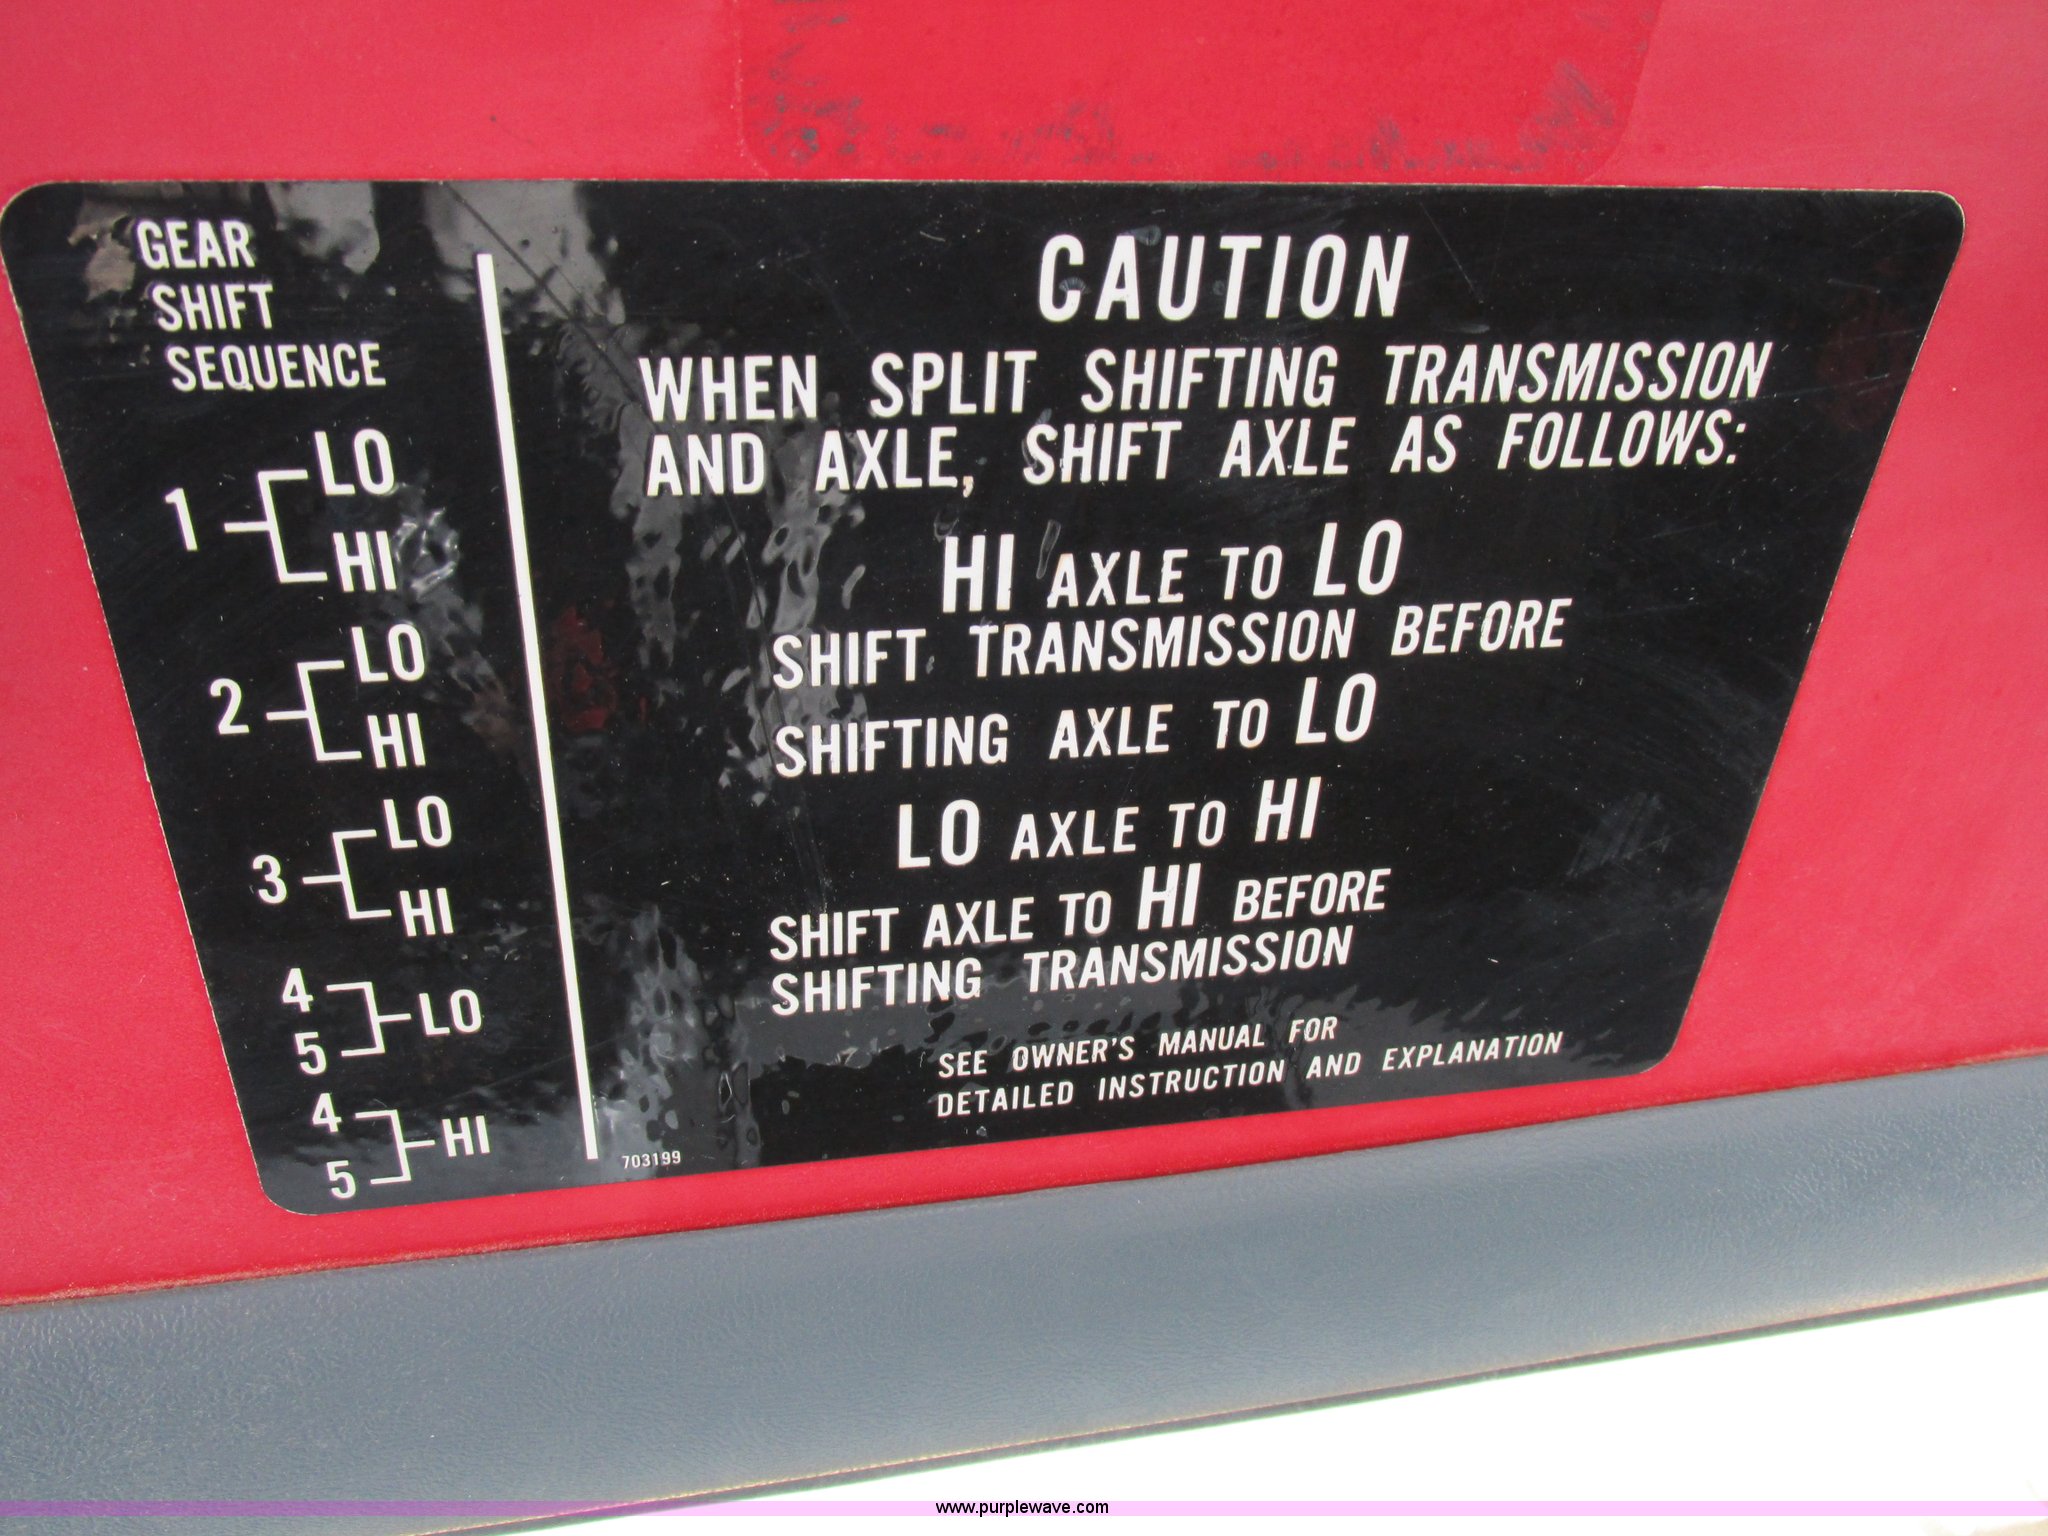 GEAR
SHIFT
SEQUENCE
1 LO
HI
2 LO
HI
3 LO
HI
4
5 LO
4
5 HI
CAUTION
WHEN SPLIT SHIFTING TRANSMISSION
AND AXLE, SHIFT AXLE AS FOLLOWS:
HI AXLE TO LO
SHIFT TRANSMISSION BEFORE
SHIFTING AXLE TO LO
LO AXLE TO HI
SHIFT AXLE TO HI BEFORE
SHIFTING TRANSMISSION
SEE OWNER'S MANUAL FOR
DETAILED INSTRUCTION AND EXPLANATION
703199
www.purplewave.com